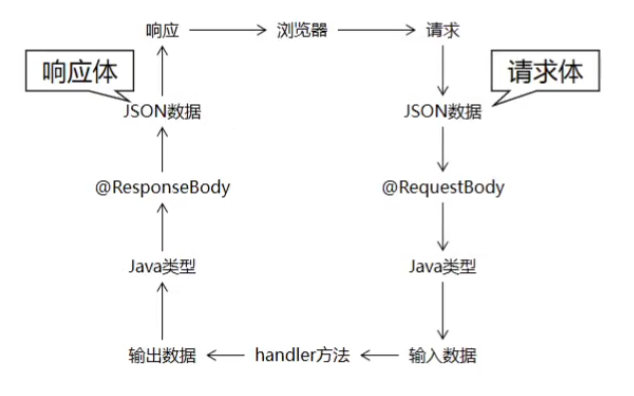 响应
浏览器
请求
响应体
请求体
JSON数据
JSON数据
@ResponseBody
@RequestBody
Java类型
Java类型
输出数据
handler方法
输入数据